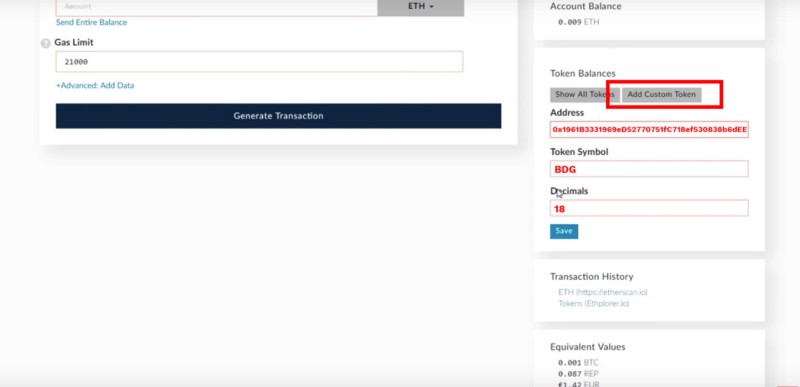 Amount
ETH
Send Entire Balance
Gas Limit
21000
+Advanced: Add Data
Generate Transaction
Account Balance
0.009 ETH
Token Balances
Show All Tokens
Add Custom Token
Address
0x1961B3331969eD52770751fC718ef530838b6dEE
Token Symbol
BDG
Decimals
18
Save
Transaction History
ETH (https://etherscan.io)
Tokens (Ethplorer.io)
Equivalent Values
0.001 BTC
0.087 REP
€1.42 EUR